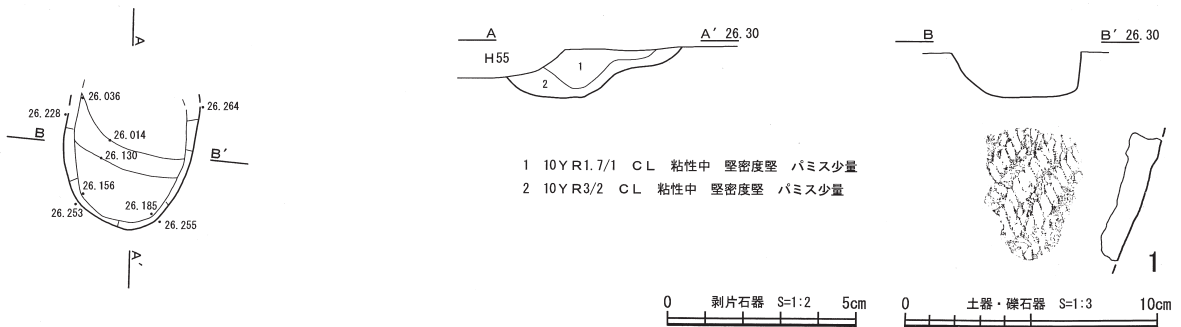 A
26.036
26.228
26.264
B
26.014
26.130
B'
26.156
26.185
26.253
26.255
A'
A
A' 26.30
H55
1
2
B
B' 26.30
1 10YR1.7/1 CL 粘性中 堅密度堅 パミス少量
2 10YR3/2 CL 粘性中 堅密度堅 パミス少量
1
0 剥片石器 S=1:2 5cm
0 土器・礫石器 S=1:3 10cm